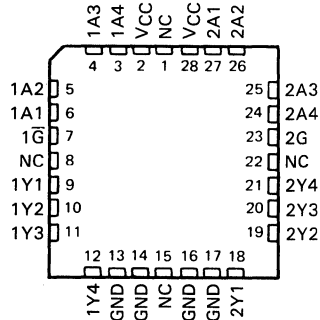 1A3 1A4 VCC NC VCC 2A1 2A2
4 3 2 1 28 27 26
1A2 5 25 2A3
1A1 6 24 2A4
1G̅ 7 23 2G
NC 8 22 NC
1Y1 9 21 2Y4
1Y2 10 20 2Y3
1Y3 11 19 2Y2
12 13 14 15 16 17 18
1Y4 GND GND NC GND GND 2Y1